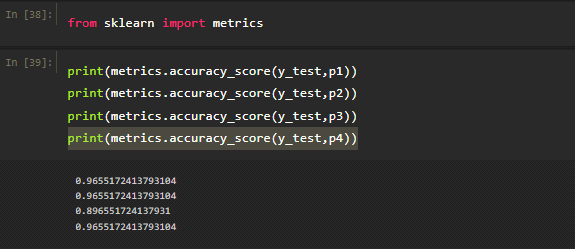 In [38]:
from sklearn import metrics
In [39]:
print(metrics.accuracy_score(y_test,p1))
print(metrics.accuracy_score(y_test,p2))
print(metrics.accuracy_score(y_test,p3))
print(metrics.accuracy_score(y_test,p4))
0.9655172413793104
0.9655172413793104
0.896551724137931
0.9655172413793104